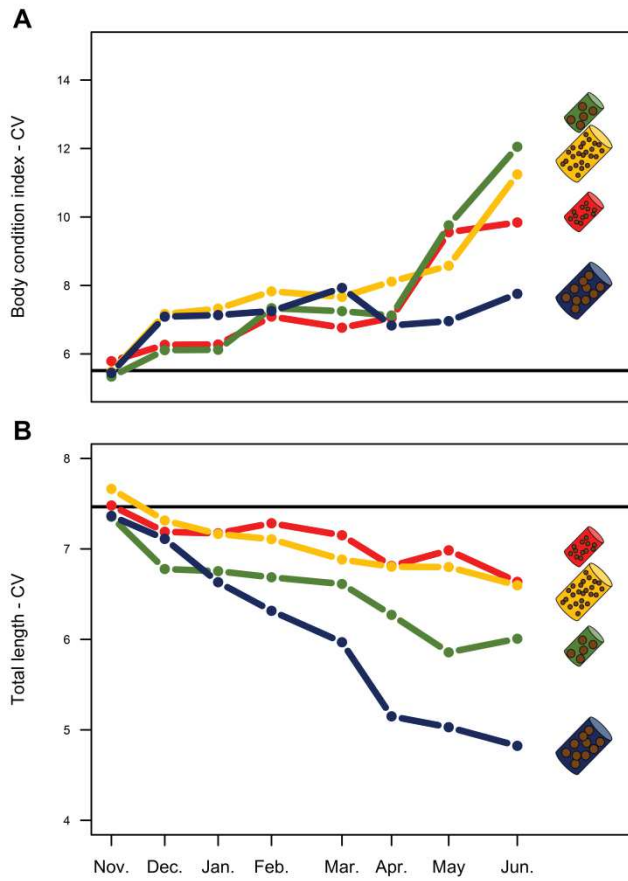 A
Body condition index - CV
14
12
10
8
6
B
Total length - CV
8
7
6
5
4
Nov. Dec. Jan. Feb. Mar. Apr. May Jun.